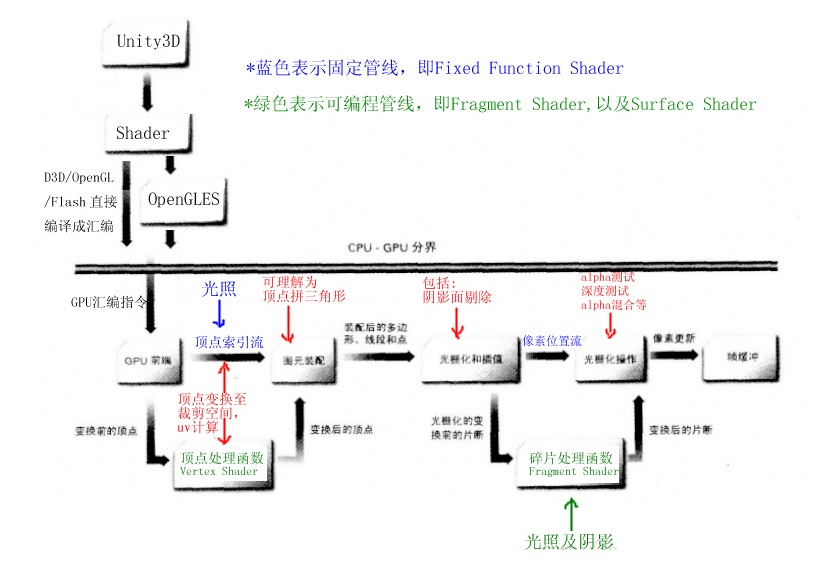 Unity3D
*蓝色表示固定管线，即Fixed Function Shader
*绿色表示可编程管线，即Fragment Shader,以及Surface Shader
Shader
D3D/OpenGL
/Flash 直接
编译成汇编
OpenGLES
CPU - GPU 分界
GPU汇编指令
光照
可理解为
顶点拼三角形
包括:
阴影面剔除
alpha测试
深度测试
alpha混合等
顶点索引流
装配后的多边
形、线段和点
像素位置流
像素更新
GPU 前端
图元装配
光栅化和插值
光栅化操作
帧缓冲
顶点变换至
裁剪空间，
uv计算
变换前的顶点
变换后的顶点
光栅化的变
换前的片断
变换后的片断
顶点处理函数
Vertex Shader
碎片处理函数
Fragment Shader
光照及阴影